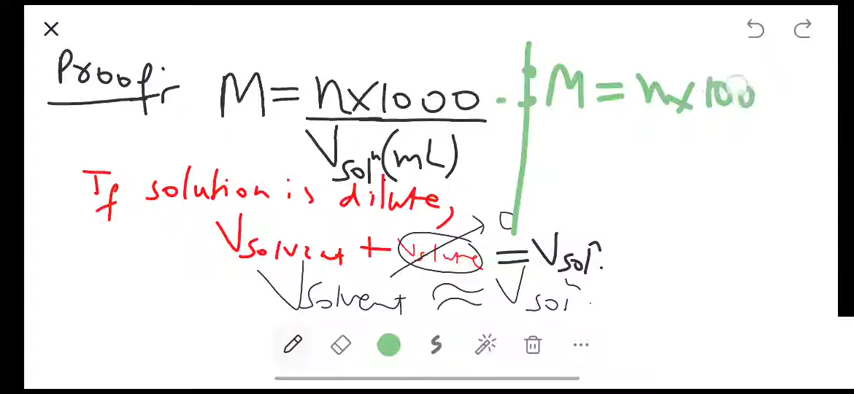 Proof:
M = n×1000 / Vsolⁿ(mL)
M = n×100
If solution is dilute,
Vsolvent + Vsolute = Vsolⁿ.
0
Vsolvent ≈ Vsolⁿ.